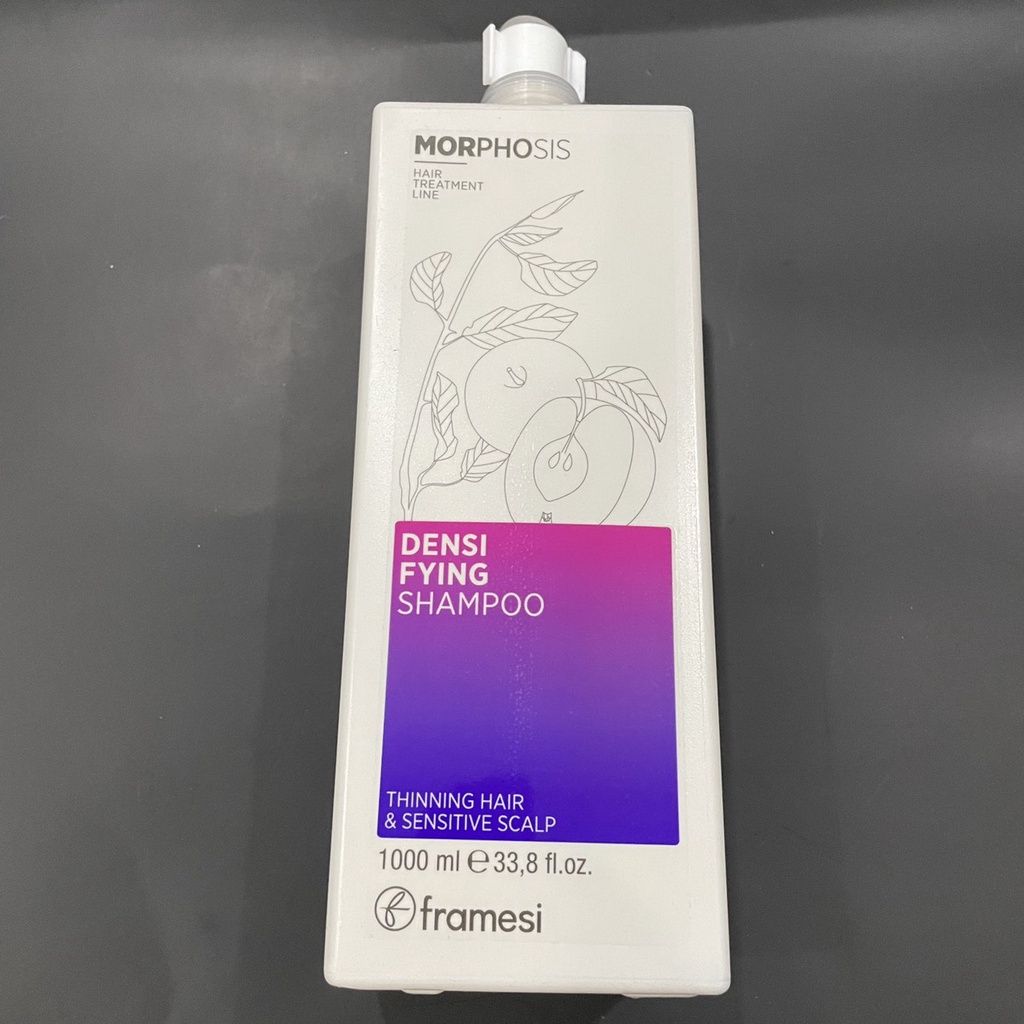 MORPHOSIS
HAIR
TREATMENT
LINE
DENSI
FYING
SHAMPOO
THINNING HAIR
& SENSITIVE SCALP
1000 ml ℮ 33,8 fl.oz.
framesi